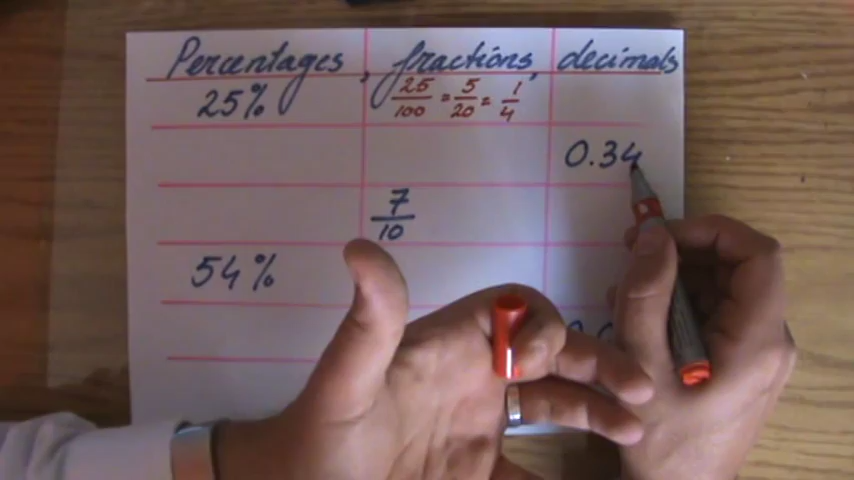 Percentages, fractions, decimals
25% 25/100 = 5/20 = 1/4
0.34
7/10
54%